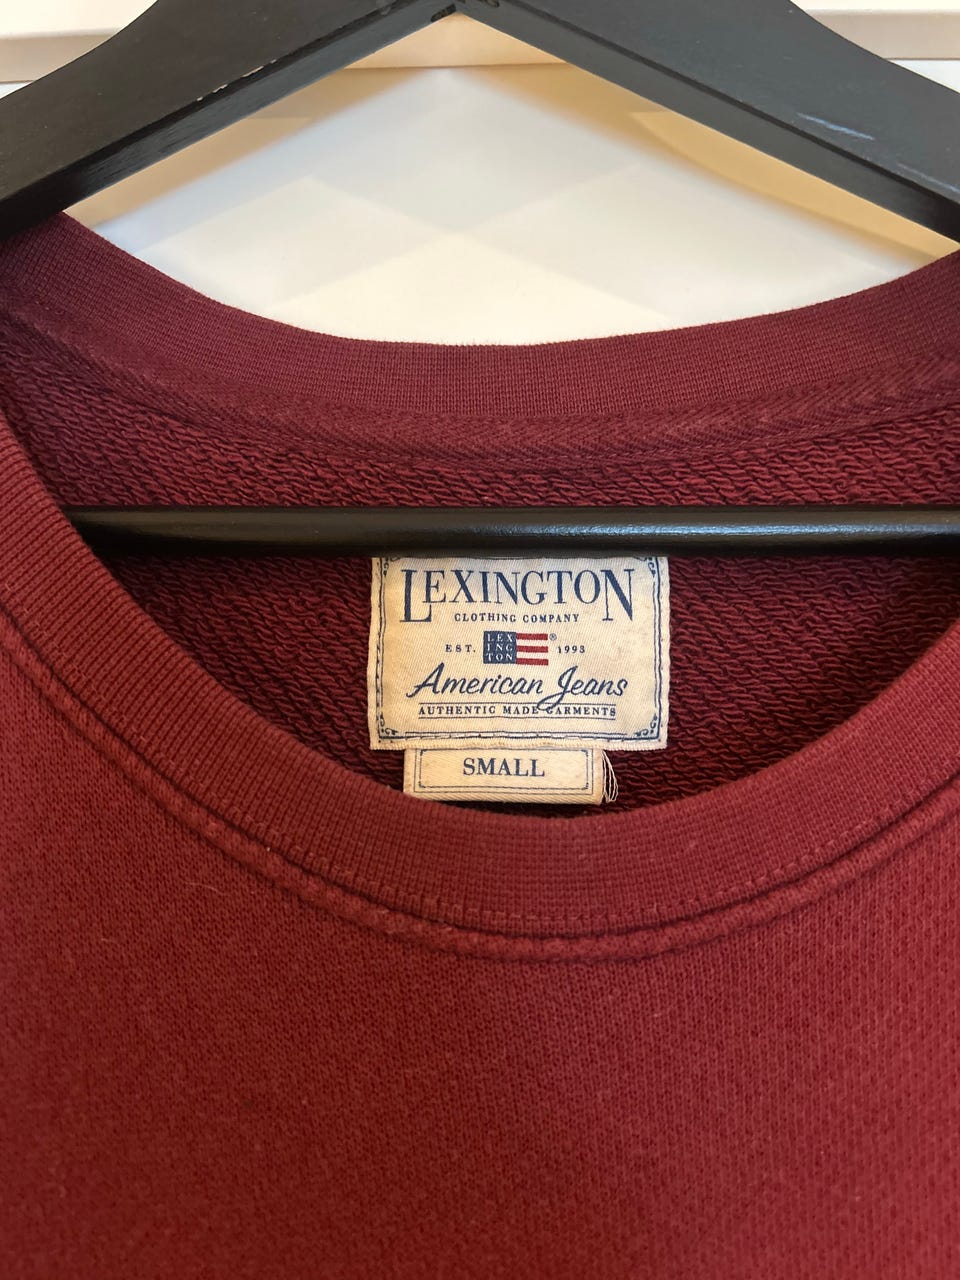 LEXINGTON
CLOTHING COMPANY
EST. LEX ING TON ® 1993
American Jeans
AUTHENTIC MADE GARMENTS
SMALL